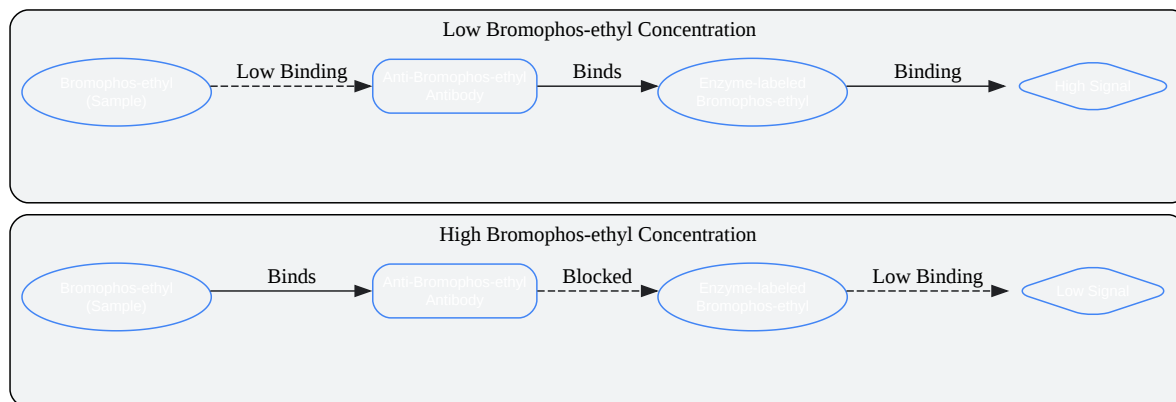 Low Bromophos-ethyl Concentration
Bromophos-ethyl
(Sample)
Low Binding
Anti-Bromophos-ethyl
Antibody
Binds
Enzyme-labeled
Bromophos-ethyl
Binding
High Signal
High Bromophos-ethyl Concentration
Bromophos-ethyl
(Sample)
Binds
Anti-Bromophos-ethyl
Antibody
Blocked
Enzyme-labeled
Bromophos-ethyl
Low Binding
Low Signal